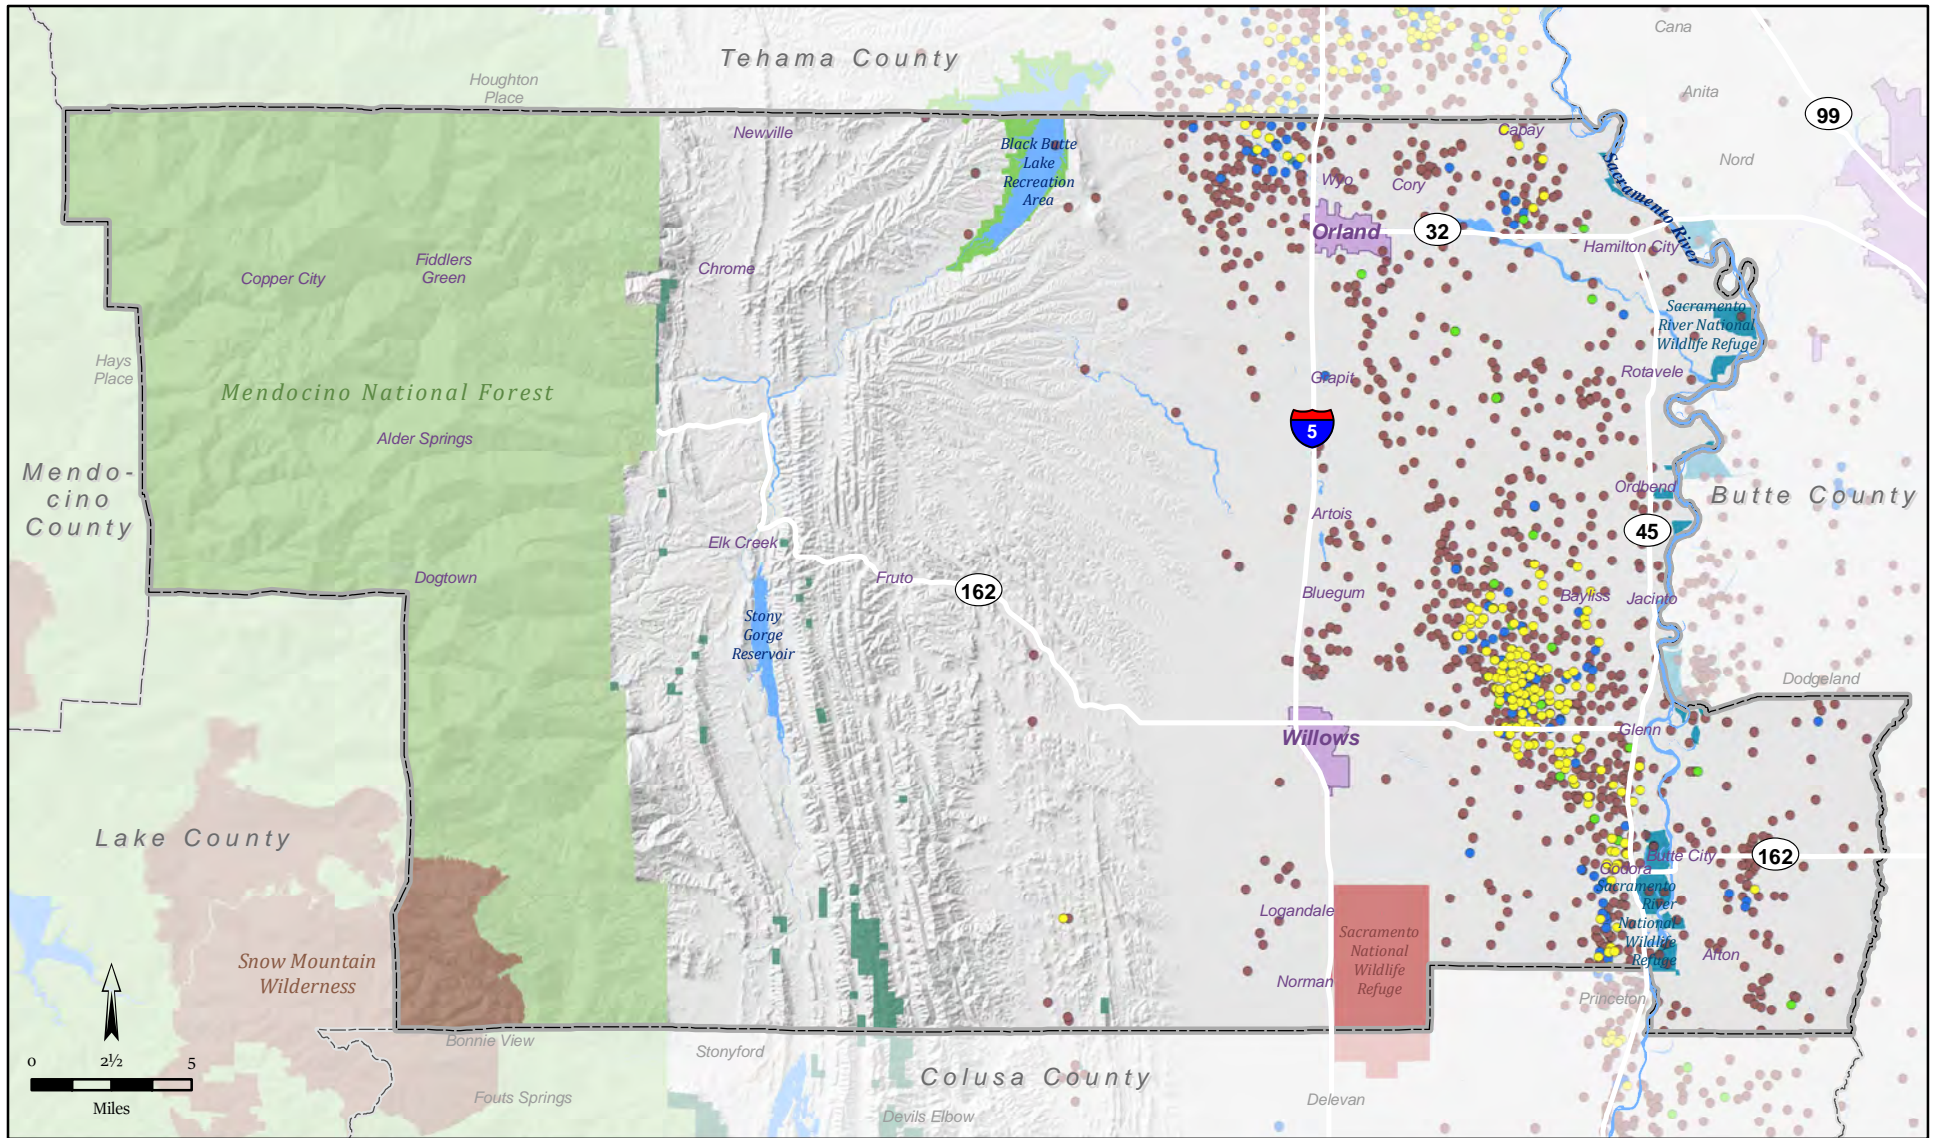 Cana
Tehama County
Houghton
Place
Anita
99
Newville
Capay
Black Butte
Lake
Recreation
Area
Nord
Wyo
Cory
Sacramento River
Orland
32
Hamilton City
Fiddlers
Green
Copper City
Chrome
Sacramento
River National
Wildlife Refuge
Hays
Place
Grapit
Rotavele
Mendocino National Forest
5
Alder Springs
Mendo-
cino
County
Ordbend
Butte County
Artois
45
Elk Creek
Dogtown
Fruto
162
Bluegum
Bayliss
Jacinto
Stony
Gorge
Reservoir
Dodgeland
Glenn
Willows
Lake County
Butte City
162
Codora
Sacramento
River
National
Wildlife
Refuge
Logandale
Sacramento
National
Wildlife
Refuge
Afton
Snow Mountain
Wilderness
Norman
Princeton
Bonnie View
Stonyford
0 2½ 5
Miles
Colusa County
Fouts Springs
Delevan
Devils Elbow